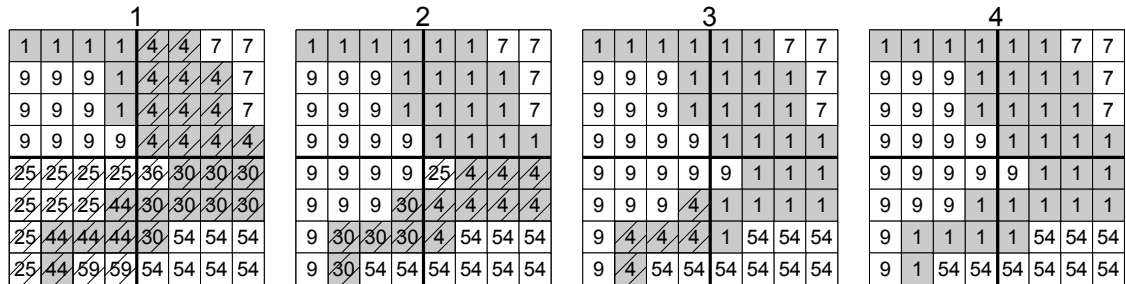 1 2 3 4
1 1 1 1 4 4 7 7 1 1 1 1 1 1 7 7 1 1 1 1 1 1 7 7 1 1 1 1 1 1 7 7
9 9 9 1 4 4 4 7 9 9 9 1 1 1 1 7 9 9 9 1 1 1 1 7 9 9 9 1 1 1 1 7
9 9 9 1 4 4 4 7 9 9 9 1 1 1 1 7 9 9 9 1 1 1 1 7 9 9 9 1 1 1 1 7
9 9 9 9 4 4 4 4 9 9 9 9 1 1 1 1 9 9 9 9 1 1 1 1 9 9 9 9 1 1 1 1
25 25 25 25 36 30 30 30 9 9 9 9 25 4 4 4 9 9 9 9 9 1 1 1 9 9 9 9 9 1 1 1
25 25 25 44 30 30 30 30 9 9 9 30 4 4 4 4 9 9 9 4 1 1 1 1 9 9 9 1 1 1 1 1
25 44 44 44 30 54 54 54 9 30 30 30 4 54 54 54 9 4 4 4 1 54 54 54 9 1 1 1 1 54 54 54
25 44 59 59 54 54 54 54 9 30 54 54 54 54 54 54 9 4 54 54 54 54 54 54 9 1 54 54 54 54 54 54